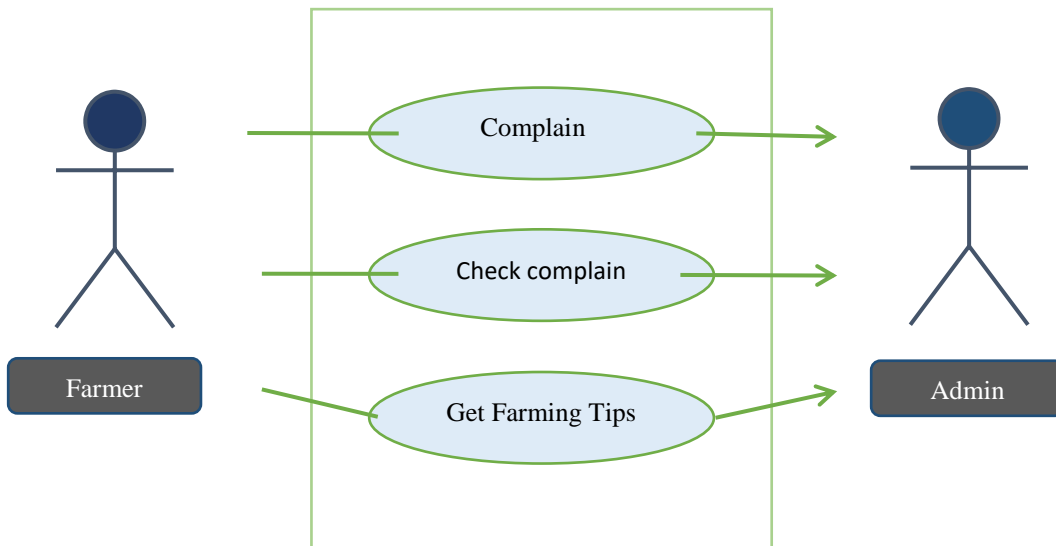 Complain
Check complain
Farmer
Get Farming Tips
Admin